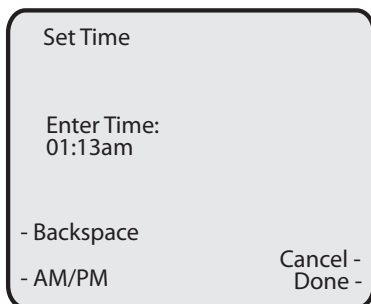 Set Time
Enter Time:
01:13am
- Backspace
Cancel -
- AM/PM
Done -